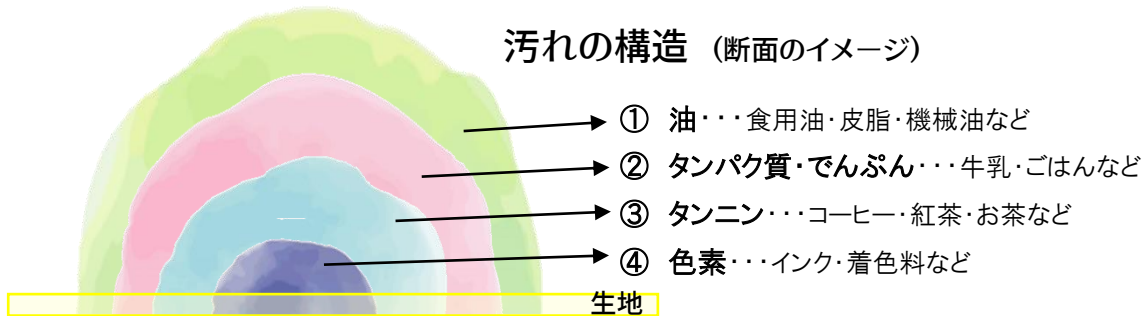 汚れの構造 （断面のイメージ）
① 油･･･食用油･皮脂･機械油など
② タンパク質･でんぷん･･･牛乳･ごはんなど
③ タンニン･･･コーヒー･紅茶･お茶など
④ 色素･･･インク･着色料など
生地